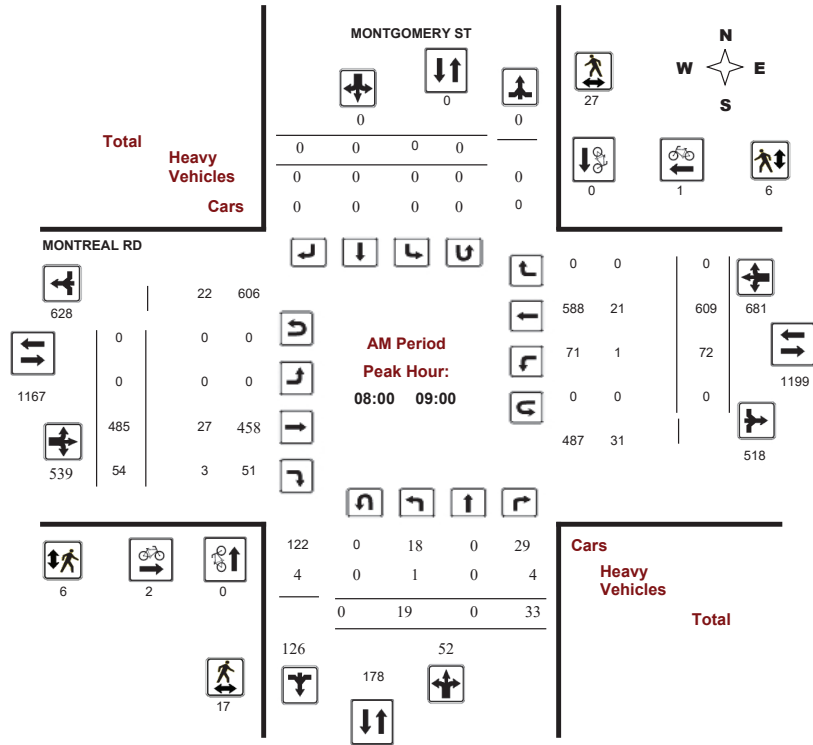 MONTGOMERY ST
N
W E
S
0
27
0 0
Total
0 0 0 0
Heavy
Vehicles
0 0 0 0 0
Cars
0 0 0 0 0
0 1 6
MONTREAL RD
628
22 606
0 0 0
588 21 609 681
0 0 0
71 1 72
1167
0 0 0
1199
AM Period
Peak Hour:
08:00 09:00
0 0 0
485 27 458
487 31
518
539 54 3 51
122 0 18 0 29
Cars
4 0 1 0 4
Heavy
Vehicles
6 2 0
0 19 0 33
Total
126 178 52
17